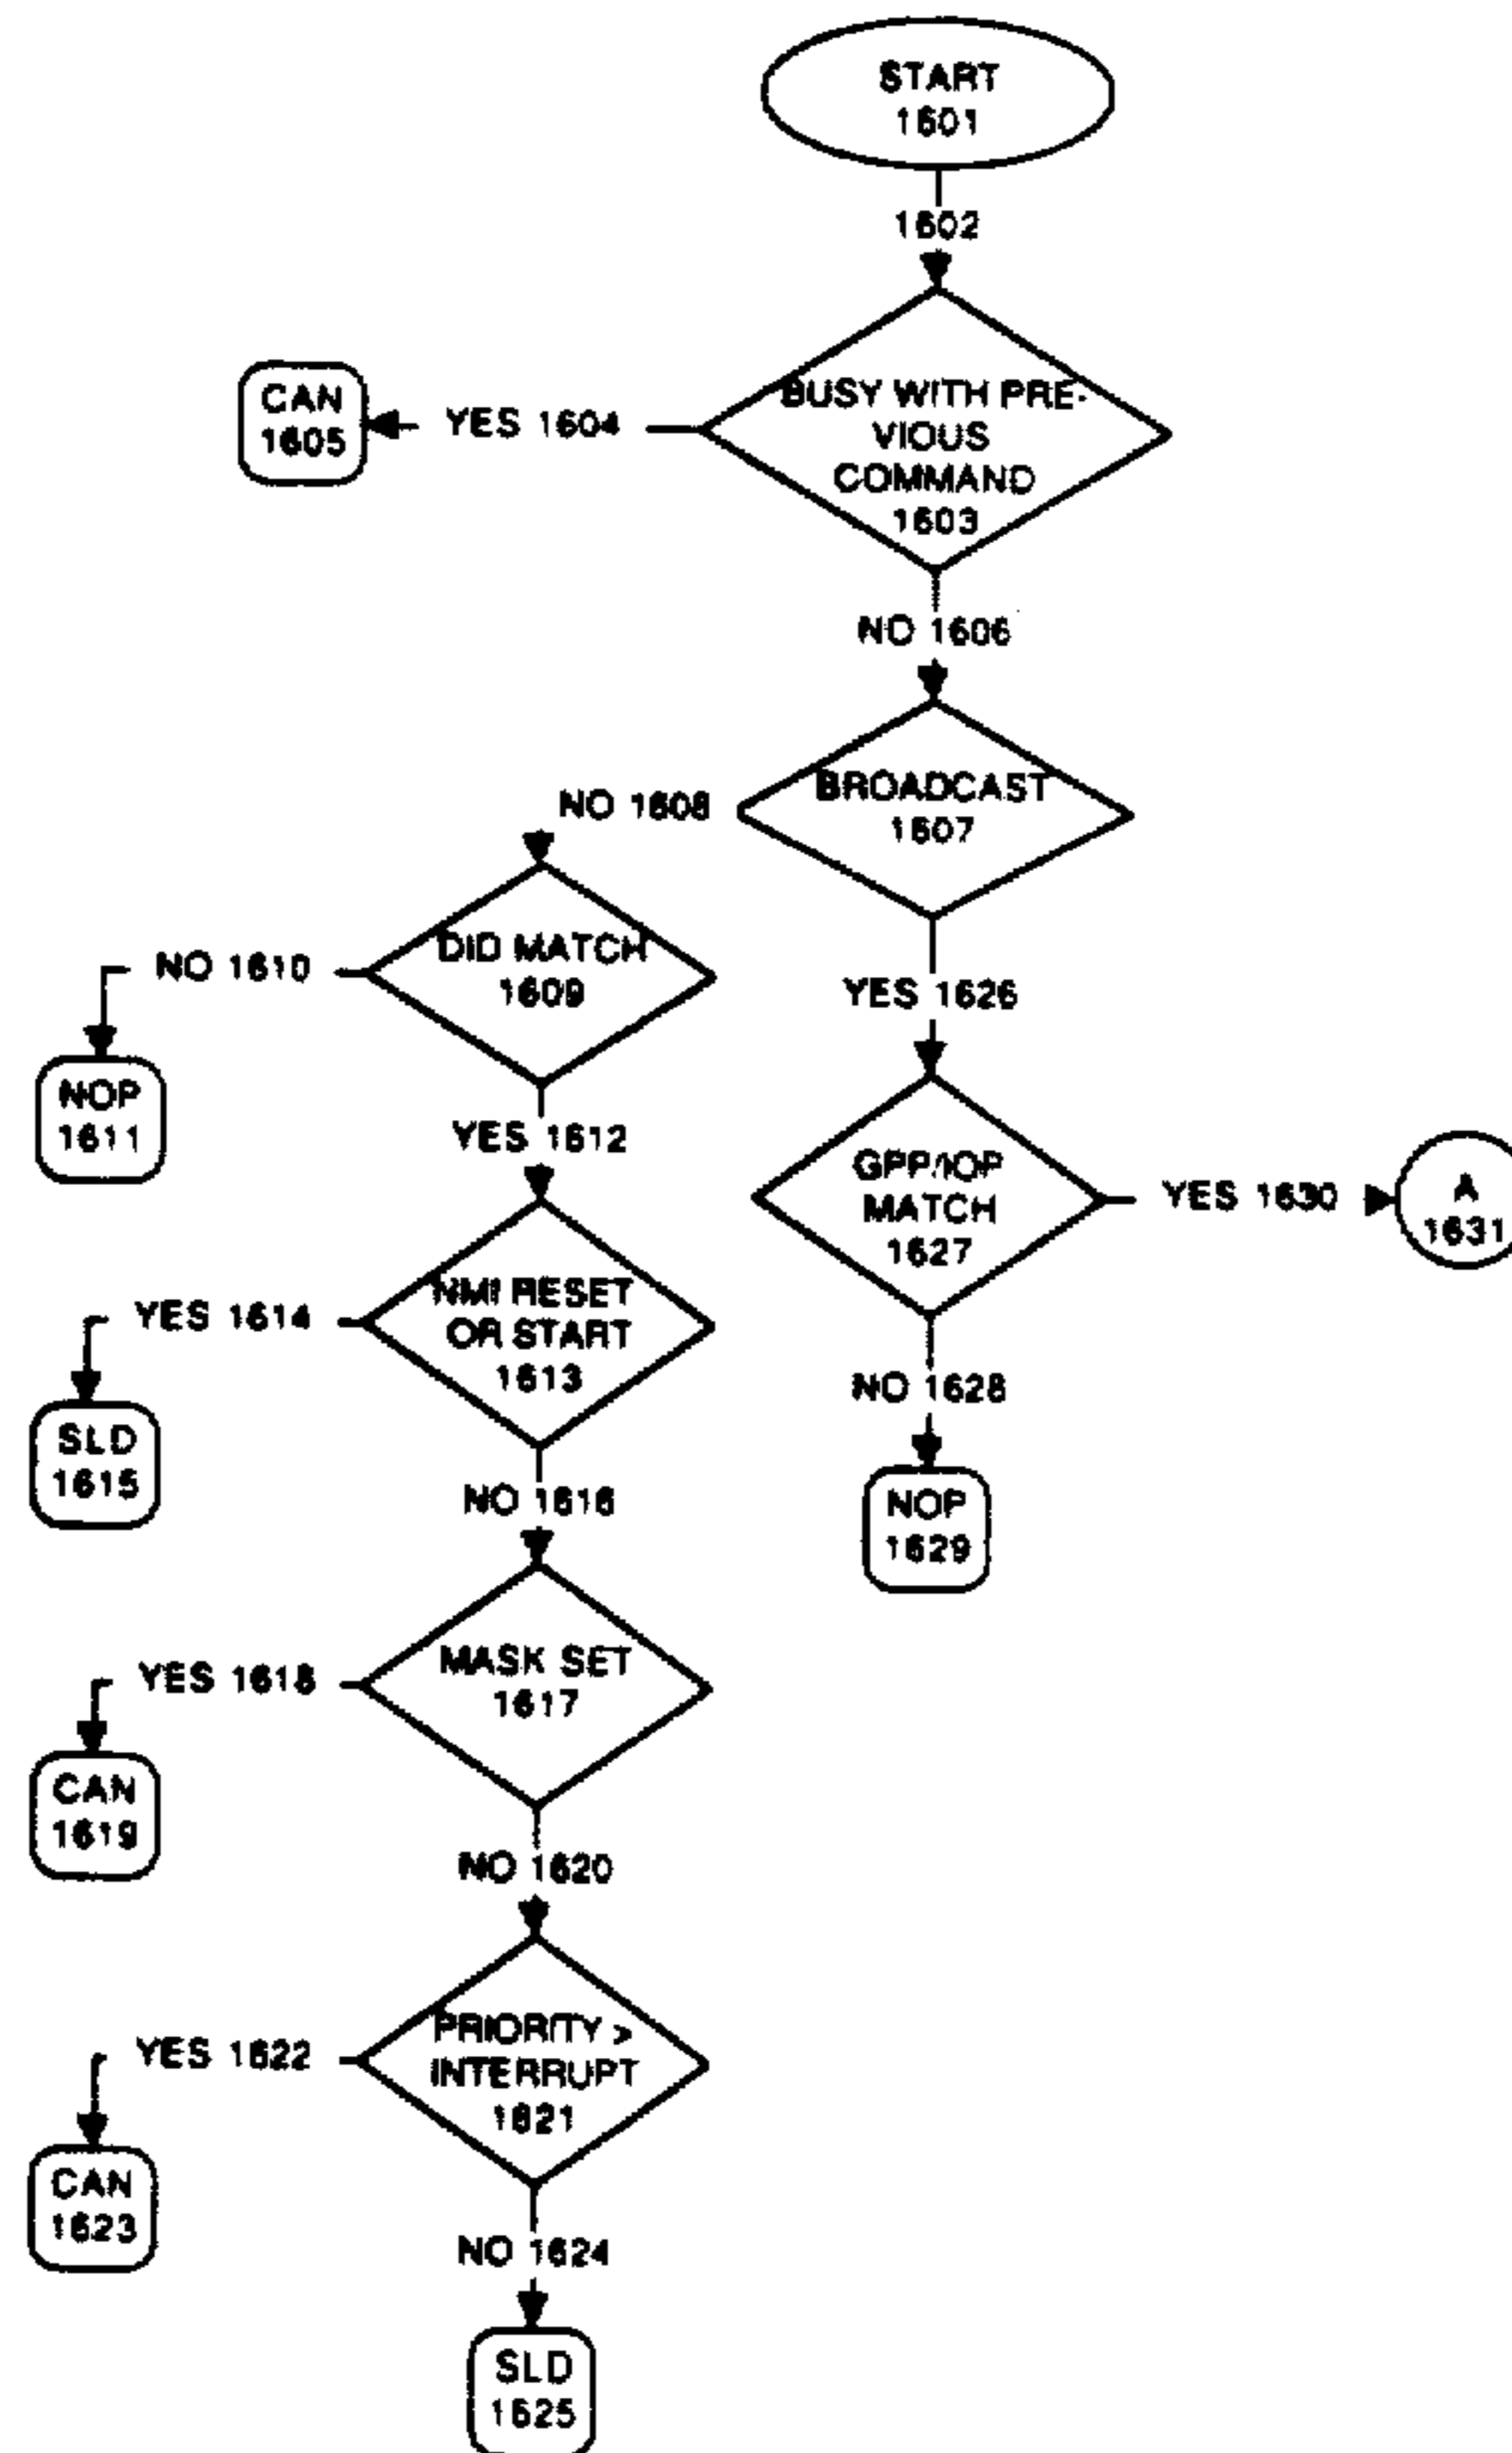 START
1601
1602
BUSY WITH PRE-
VIOUS
COMMAND
1603
YES 1604
CAN
1605
NO 1606
BROADCAST
1607
NO 1608
DID MATCH
1609
NO 1610
NOP
1611
YES 1612
YES 1626
GPP/IOP
MATCH
1627
YES 1630
A
1631
NMI RESET
OR START
1613
YES 1614
SLD
1615
NO 1628
NOP
1629
NO 1616
MASK SET
1617
YES 1618
CAN
1619
NO 1620
PRIORITY >
INTERRUPT
1621
YES 1622
CAN
1623
NO 1624
SLD
1625